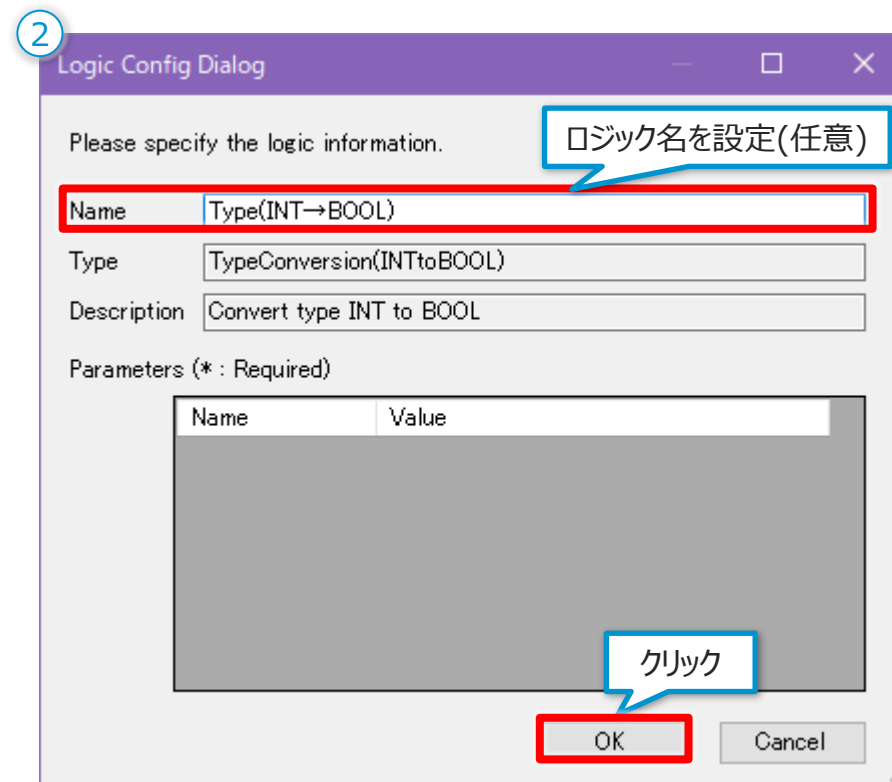 ②
Logic Config Dialog
Please specify the logic information.
ロジック名を設定(任意)
Name Type(INT→BOOL)
Type TypeConversion(INTtoBOOL)
Description Convert type INT to BOOL
Parameters (* : Required)
Name Value
クリック
OK Cancel